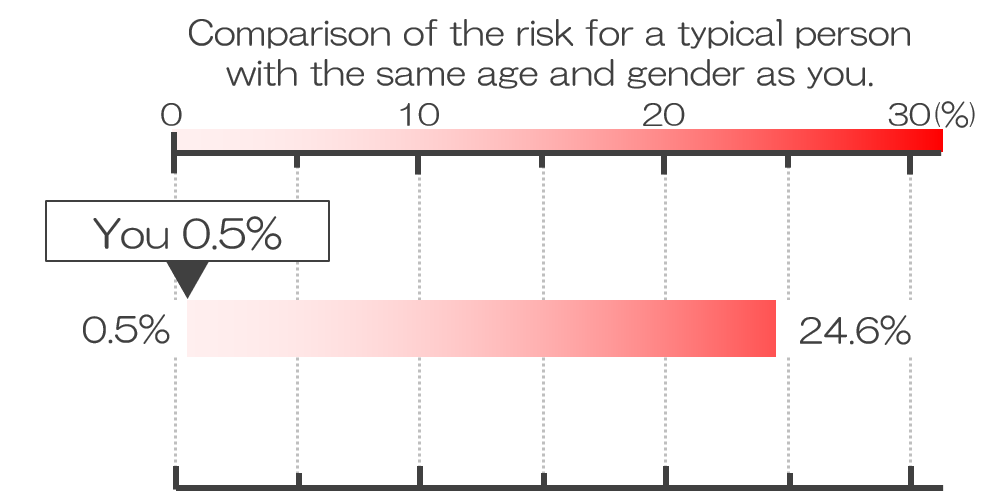 Comparison of the risk for a typical person
with the same age and gender as you.
0 10 20 30(%)
You 0.5%
0.5% 24.6%